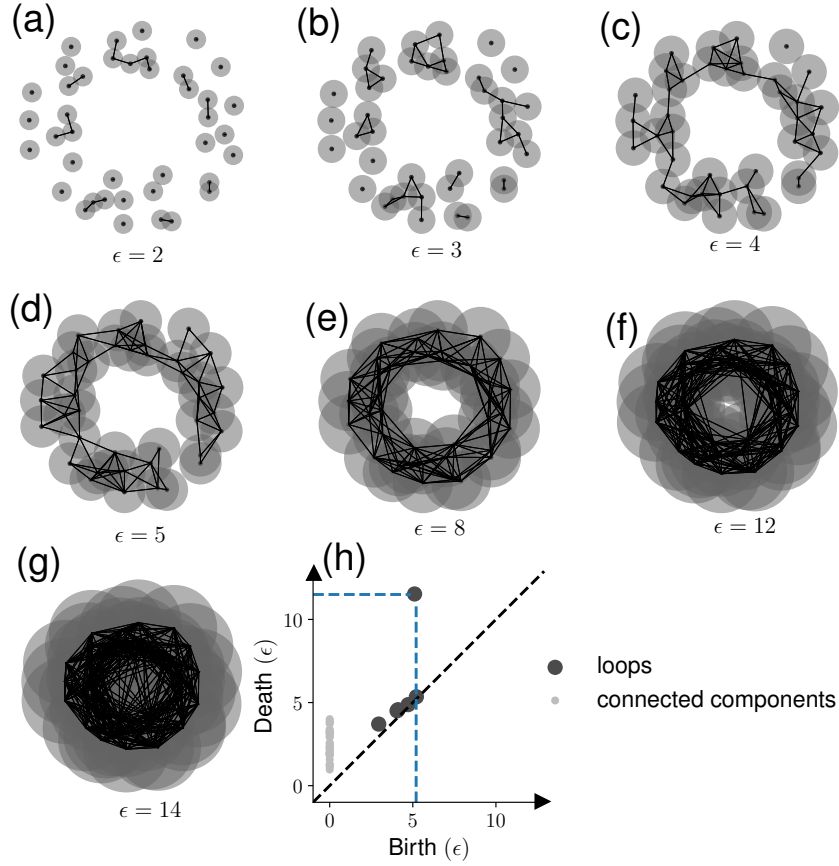 (a)
(b)
(c)
ϵ = 2
ϵ = 3
ϵ = 4
(d)
(e)
(f)
ϵ = 5
ϵ = 8
ϵ = 12
(g)
ϵ = 14
(h)
Death (ϵ)
10
5
0
0
5
10
Birth (ϵ)
loops
connected components